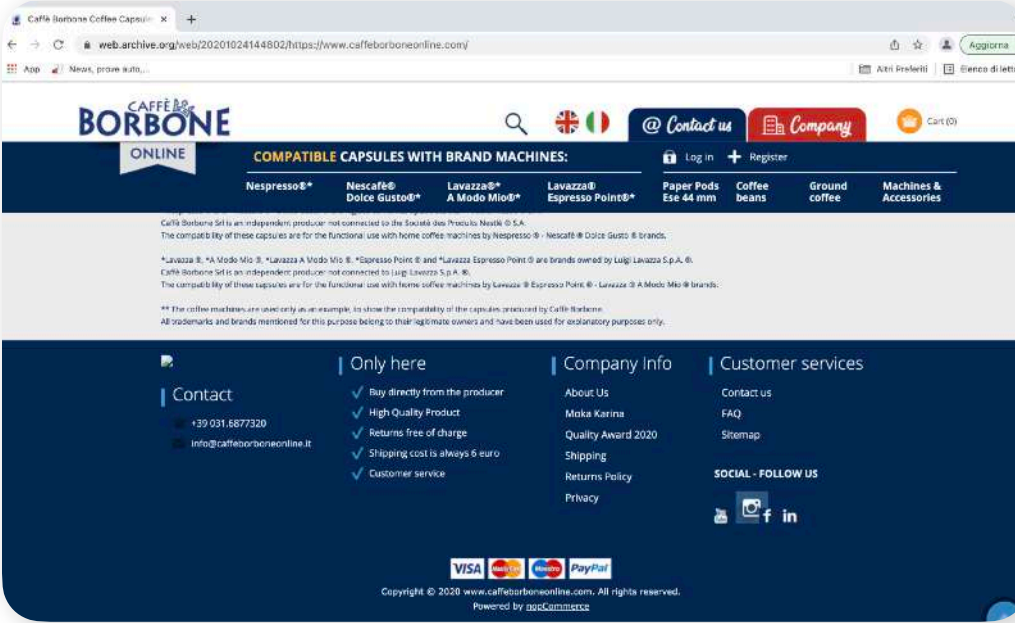 Caffè Borbone Coffee Capsule
web.archive.org/web/20201024144802/https://www.caffeborboneonline.com/
Aggiorna
App
News, prove auto,...
Altri Preferiti
Elenco di lett
CAFFÈ
BORBONE
ONLINE
@ Contact us
Company
Cart (0)
COMPATIBLE CAPSULES WITH BRAND MACHINES:
Log in
Register
Nespresso®*
Nescafè®
Dolce Gusto®*
Lavazza®*
A Modo Mio®*
Lavazza®
Espresso Point®*
Paper Pods
Ese 44 mm
Coffee
beans
Ground
coffee
Machines &
Accessories
Caffè Borbone Srl is an independent producer not connected to the Società des Produits Nestlé © S.A.
The compatibility of these capsules are for the functional use with home coffee machines by Nespresso ® - Nescafè ® Dolce Gusto ® brands.
*Lavazza ®, *A Modo Mio ®, *Lavazza A Modo Mio ®, *Espresso Point ® and *Lavazza Espresso Point ® are brands owned by Luigi Lavazza S.p.A. ®.
Caffè Borbone Srl is an independent producer not connected to Luigi Lavazza S.p.A. ®.
The compatibility of these capsules are for the functional use with home coffee machines by Lavazza ® Espresso Point ® - Lavazza ® A Modo Mio ® brands.
** The coffee machines are used only as an example, to show the compatibility of the capsules produced by Caffè Borbone.
All trademarks and brands mentioned for this purpose belong to their legitimate owners and have been used for explanatory purposes only.
Contact
+39 031.6877320
info@caffeborboneonline.it
Only here
Buy directly from the producer
High Quality Product
Returns free of charge
Shipping cost is always 6 euro
Customer service
Company Info
About Us
Moka Karina
Quality Award 2020
Shipping
Returns Policy
Privacy
Customer services
Contact us
FAQ
Sitemap
SOCIAL - FOLLOW US
VISA MasterCard Maestro PayPal
Copyright © 2020 www.caffeborboneonline.com. All rights reserved.
Powered by nopCommerce